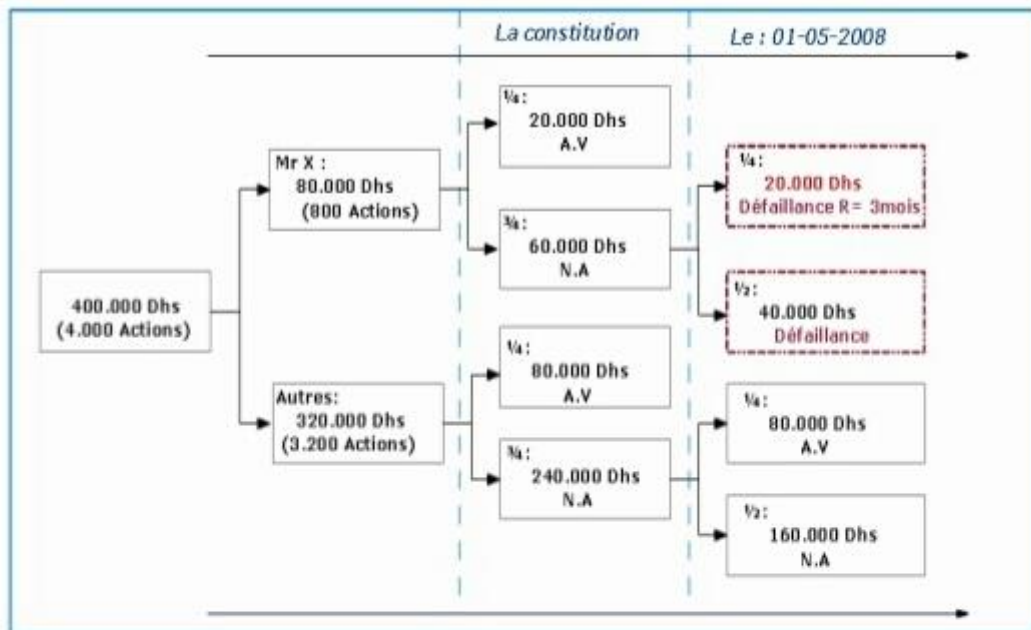 La constitution
Le : 01-05-2008
¼:
20.000 Dhs
A.V
Mr X :
80.000 Dhs
(800 Actions)
¾:
60.000 Dhs
N.A
¼:
20.000 Dhs
Défaillance R= 3mois
½:
40.000 Dhs
Défaillance
400.000 Dhs
(4.000 Actions)
Autres:
320.000 Dhs
(3.200 Actions)
¼:
80.000 Dhs
A.V
¾:
240.000 Dhs
N.A
¼:
80.000 Dhs
A.V
½:
160.000 Dhs
N.A